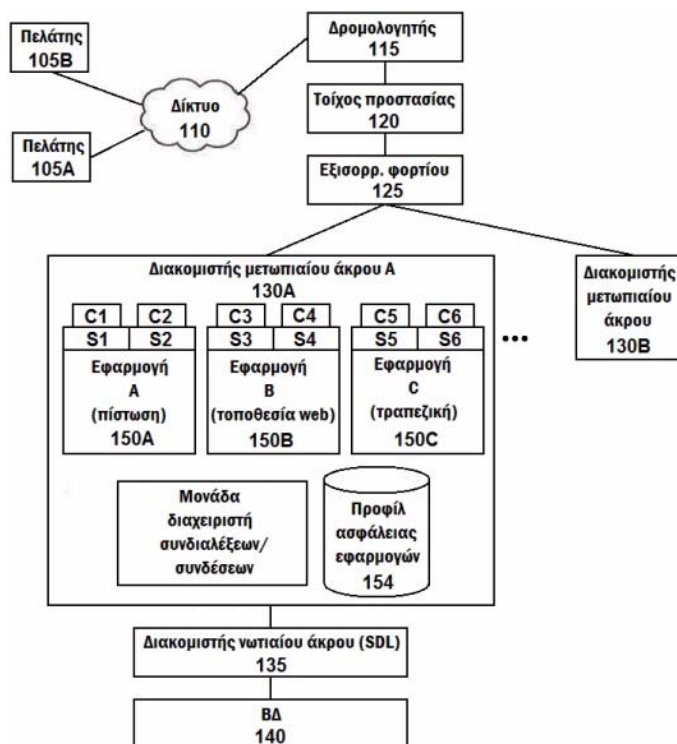 Πελάτης
105B
Πελάτης
105A
Δίκτυο
110
Δρομολογητής
115
Τοίχος προστασίας
120
Εξισορρ. φορτίου
125
Διακομιστής μετωπιαίου άκρου Α
130A
C1 C2 C3 C4 C5 C6
S1 S2 S3 S4 S5 S6
Εφαρμογή
A
(πίστωση)
150A
Εφαρμογή
B
(τοποθεσία web)
150B
Εφαρμογή
C
(τραπεζική)
150C
Μονάδα
διαχειριστή
συνδιαλέξεων/
συνδέσεων
Προφίλ
ασφάλειας
εφαρμογών
154
...
Διακομιστής
μετωπιαίου
άκρου
130B
Διακομιστής νωτιαίου άκρου (SDL)
135
ΒΔ
140